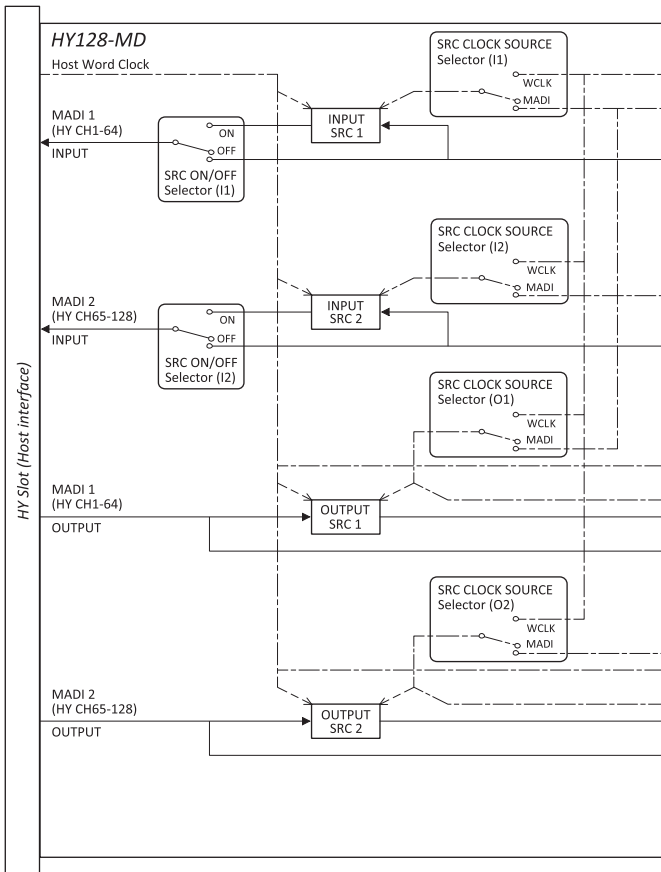 HY128-MD
Host Word Clock
SRC CLOCK SOURCE
Selector (I1)
WCLK
MADI
MADI 1
(HY CH1-64)
INPUT
ON
OFF
SRC ON/OFF
Selector (I1)
INPUT
SRC 1
SRC CLOCK SOURCE
Selector (I2)
WCLK
MADI
MADI 2
(HY CH65-128)
INPUT
ON
OFF
SRC ON/OFF
Selector (I2)
INPUT
SRC 2
HY Slot (Host interface)
SRC CLOCK SOURCE
Selector (O1)
WCLK
MADI
MADI 1
(HY CH1-64)
OUTPUT
OUTPUT
SRC 1
SRC CLOCK SOURCE
Selector (O2)
WCLK
MADI
MADI 2
(HY CH65-128)
OUTPUT
OUTPUT
SRC 2